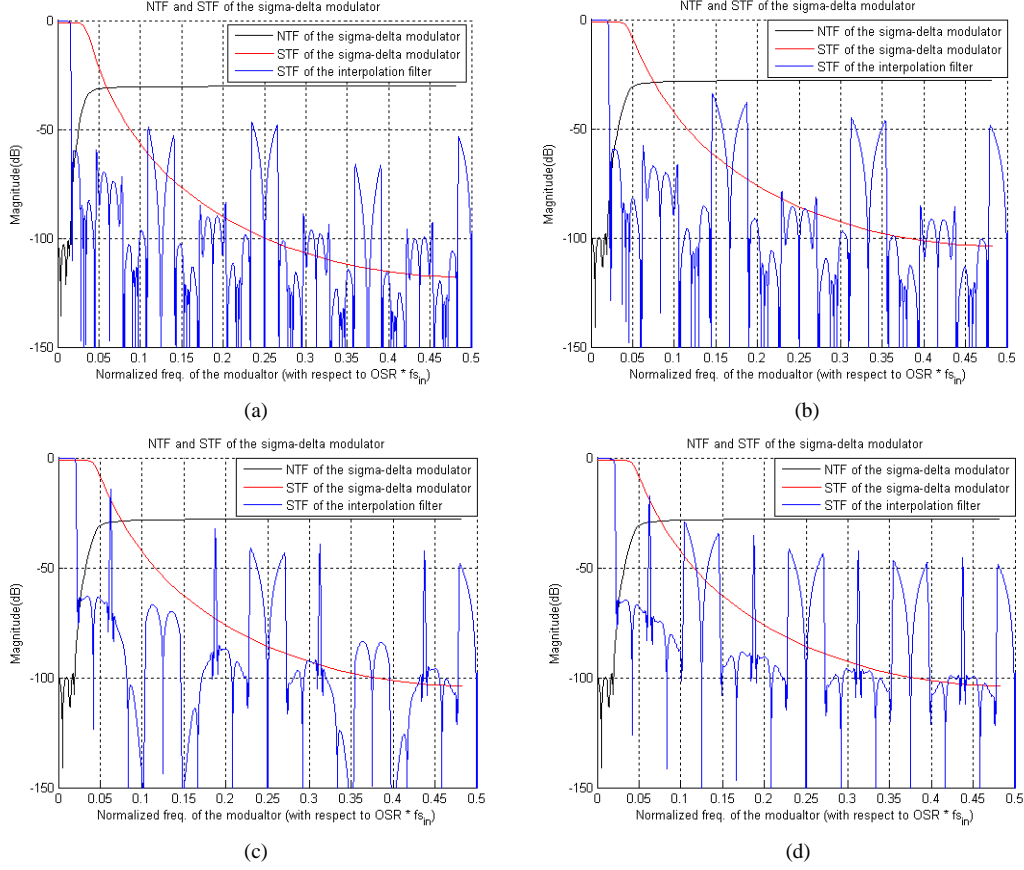 NTF and STF of the sigma-delta modulator
NTF of the sigma-delta modulator
STF of the sigma-delta modulator
STF of the interpolation filter
Magnitude(dB)
0
-50
-100
-150
0 0.05 0.1 0.15 0.2 0.25 0.3 0.35 0.4 0.45 0.5
Normalized freq. of the modualtor (with respect to OSR * fs_in)
(a)
NTF and STF of the sigma-delta modulator
NTF of the sigma-delta modulator
STF of the sigma-delta modulator
STF of the interpolation filter
Magnitude(dB)
0
-50
-100
-150
0 0.05 0.1 0.15 0.2 0.25 0.3 0.35 0.4 0.45 0.5
Normalized freq. of the modualtor (with respect to OSR * fs_in)
(b)
NTF and STF of the sigma-delta modulator
NTF of the sigma-delta modulator
STF of the sigma-delta modulator
STF of the interpolation filter
Magnitude(dB)
0
-50
-100
-150
0 0.05 0.1 0.15 0.2 0.25 0.3 0.35 0.4 0.45 0.5
Normalized freq. of the modualtor (with respect to OSR * fs_in)
(c)
NTF and STF of the sigma-delta modulator
NTF of the sigma-delta modulator
STF of the sigma-delta modulator
STF of the interpolation filter
Magnitude(dB)
0
-50
-100
-150
0 0.05 0.1 0.15 0.2 0.25 0.3 0.35 0.4 0.45 0.5
Normalized freq. of the modualtor (with respect to OSR * fs_in)
(d)